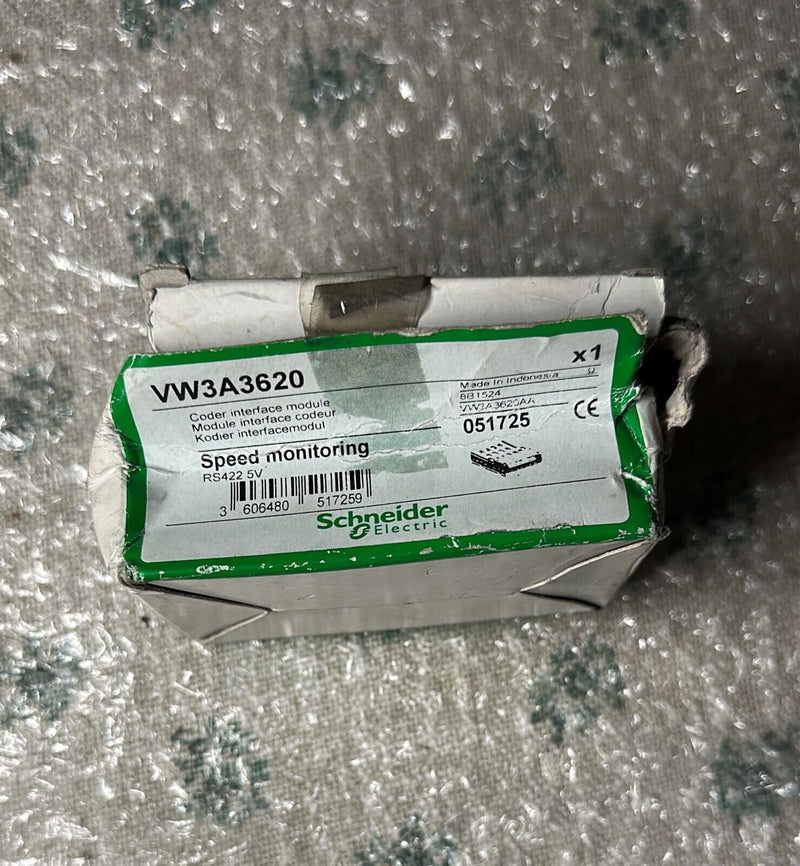 VW3A3620
x1
Coder interface module
Module interface codeur
Kodier interfacemodul
Made In Indonesia
8B1524
VW3A3620AA
051725
CE
Speed monitoring
RS422 5V
3 606480 517259
Schneider
Electric